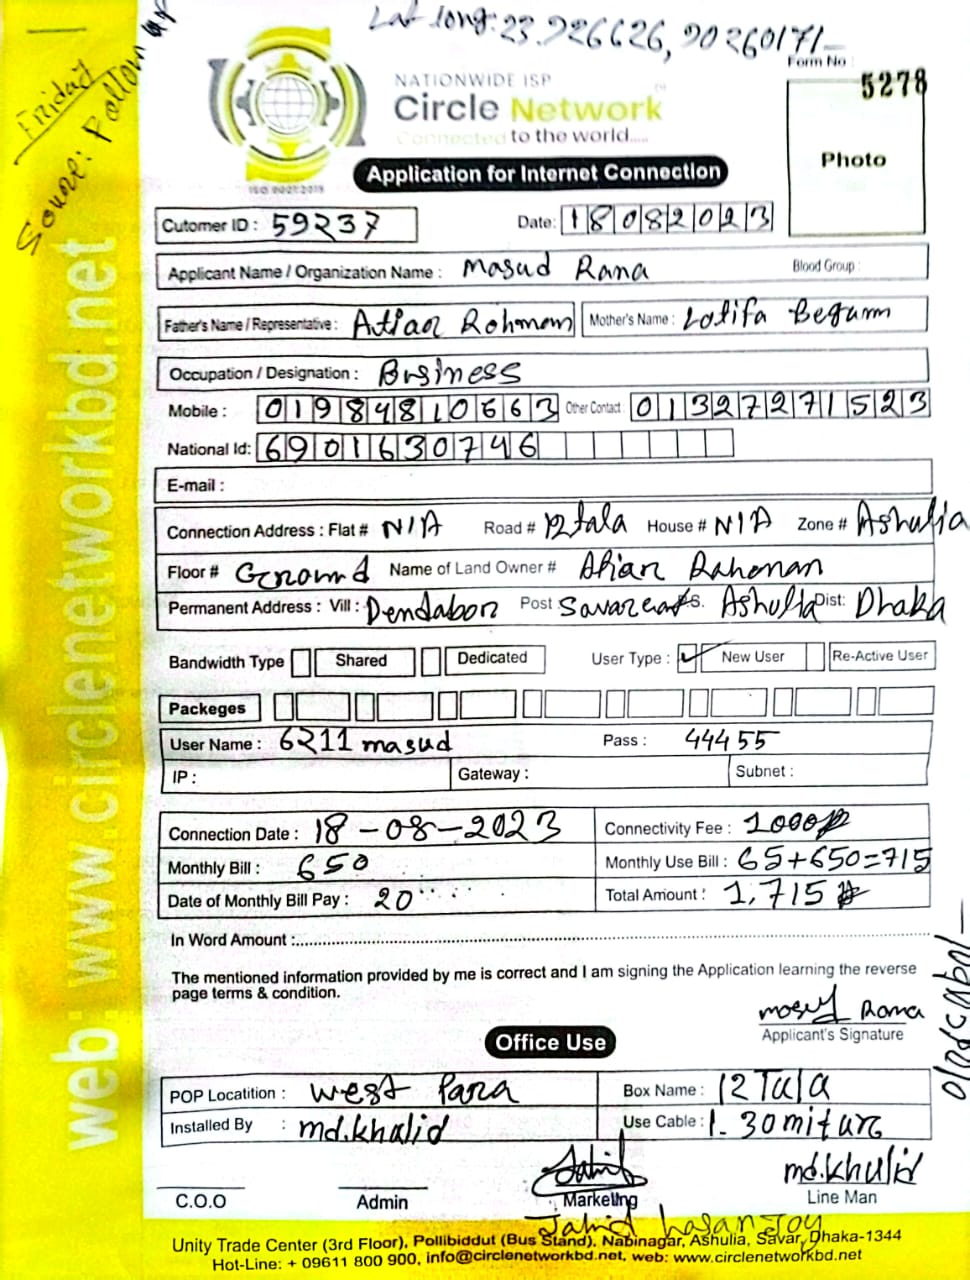 Lat long: 23.926626, 90260171
Friday
Source: Follow up
Form No :
5278
NATIONWIDE ISP
Circle Network
Connected to the world.....
ISO 9001:2015
Photo
Application for Internet Connection
Cutomer ID : 59237 Date: 18082023
Applicant Name / Organization Name : Masud Rana Blood Group :
Father's Name / Representative : Atiar Rohman Mother's Name : Lotifa Begum
Occupation / Designation : Business
Mobile : 01984810663 Other Contact : 01327271523
National Id: 6901630746
E-mail :
Connection Address : Flat # N/A Road # 12 tala House # N/A Zone # Ashulia
Floor # Ground Name of Land Owner # Rahman
Permanent Address : Vill : Dendabor Post : P.S. Ashulia Dist: Dhaka
Bandwidth Type Shared Dedicated User Type : New User Re-Active User
Packeges
User Name : 6211 masud Pass : 44455
IP : Gateway : Subnet :
Connection Date : 18-08-2023 Connectivity Fee : 1000
Monthly Bill : 650 Monthly Use Bill : 65+650=715
Date of Monthly Bill Pay : 20 Total Amount : 1,715
In Word Amount :
The mentioned information provided by me is correct and I am signing the Application learning the reverse
page terms & condition.
Masud Rana
Applicant's Signature
Office Use
POP Locatition : West Para Box Name : 12 Tala
Installed By : md.khalid Use Cable : 1. 30 miture
C.O.O Admin Marketing md.khalid
Line Man
Jahid hasan Joy
Unity Trade Center (3rd Floor), Pollibiddut (Bus Stand), Nabinagar, Ashulia, Savar, Dhaka-1344
Hot-Line: + 09611 800 900, info@circlenetworkbd.net, web: www.circlenetworkbd.net
web : www.circlenetworkbd.net